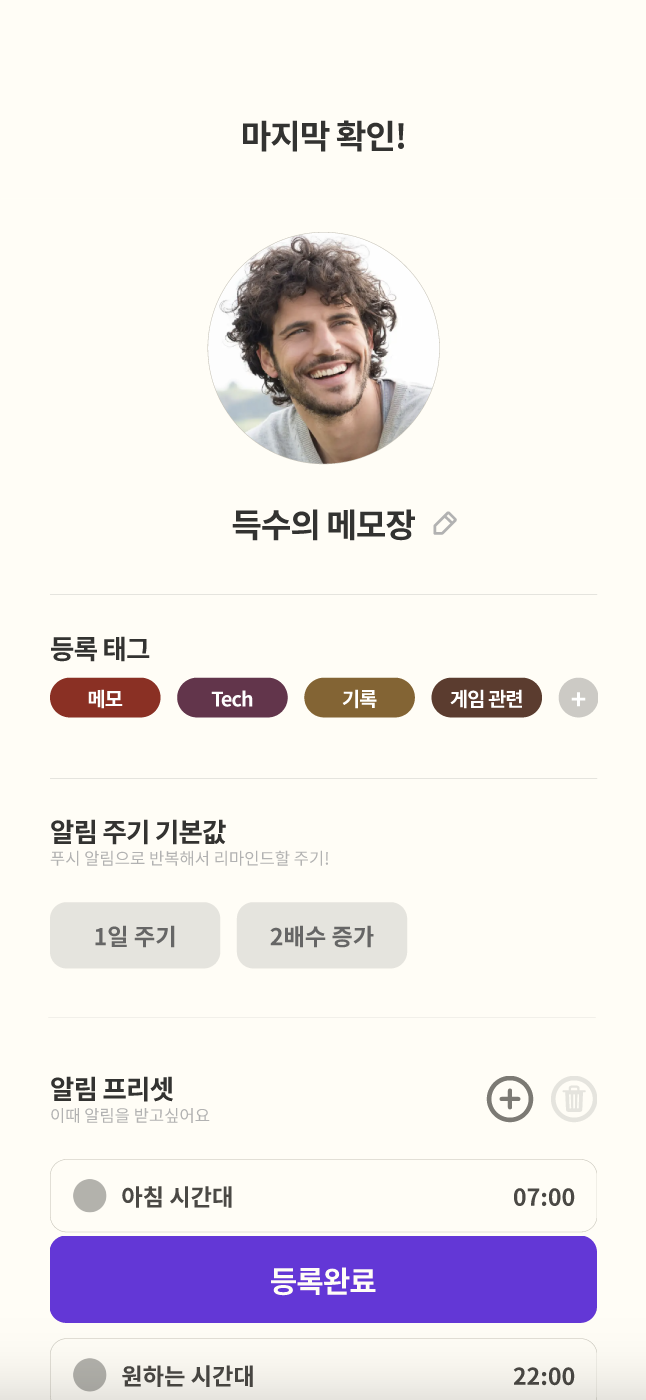 마지막 확인!
득수의 메모장
등록 태그
메모 Tech 기록 게임 관련 +
알림 주기 기본값
푸시 알림으로 반복해서 리마인드할 주기!
1일 주기 2배수 증가
알림 프리셋
이때 알림을 받고싶어요
아침 시간대 07:00
등록완료
원하는 시간대 22:00